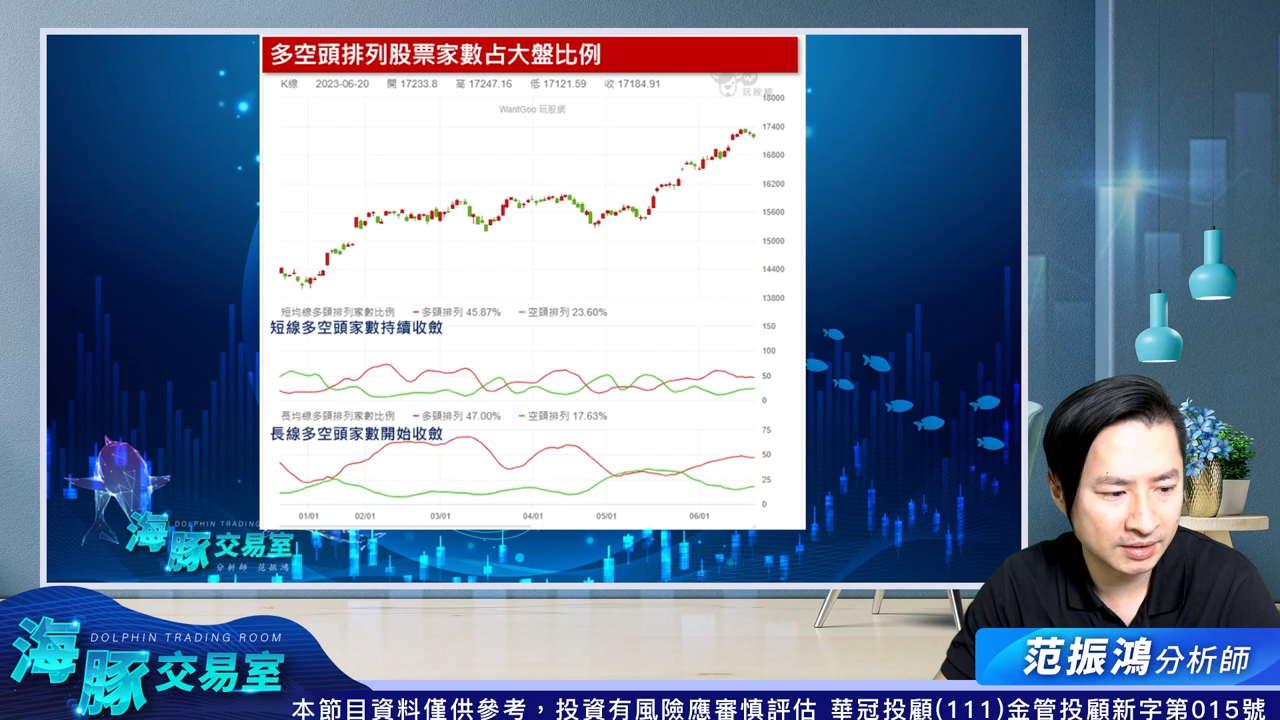 多空頭排列股票家數占大盤比例
K線 2023-06-20 開 17233.8 高 17247.16 低 17121.59 收 17184.91
玩股網
WantGoo 玩股網
18000
17400
16800
16200
15600
15000
14400
13800
短均線多頭排列家數比例 多頭排列 45.87% 空頭排列 23.60%
短線多空頭家數持續收斂
150
100
50
0
長均線多頭排列家數比例 多頭排列 47.00% 空頭排列 17.63%
長線多空頭家數開始收斂
75
50
25
0
01/01 02/01 03/01 04/01 05/01 06/01
DOLPHIN TRADING
海豚交易室
分析師 范振鴻
DOLPHIN TRADING ROOM
海豚交易室
范振鴻分析師
本節目資料僅供參考，投資有風險應審慎評估 華冠投顧(111)金管投顧新字第015號